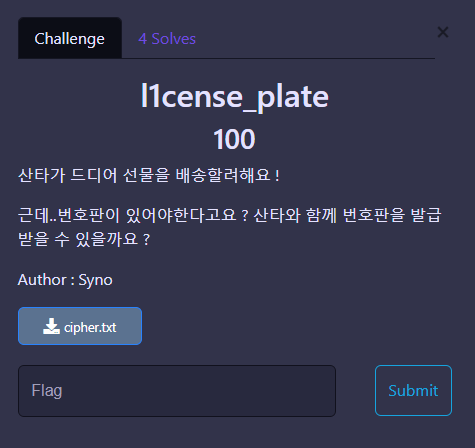 Challenge
4 Solves
×
l1cense_plate
100
산타가 드디어 선물을 배송할려해요 !
근데..번호판이 있어야한다고요 ? 산타와 함께 번호판을 발급
받을 수 있을까요 ?
Author : Syno
cipher.txt
Flag
Submit